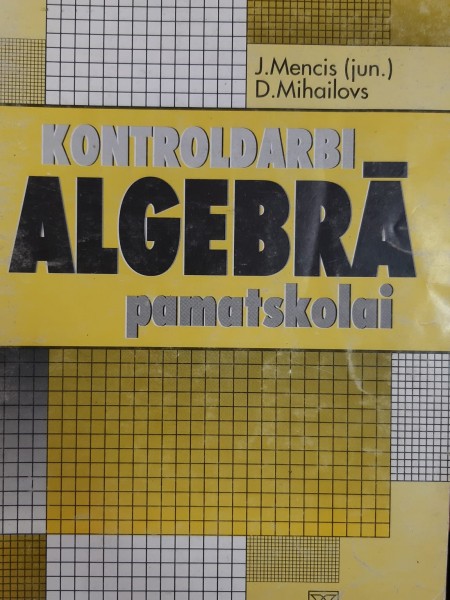 J.Mencis (jun.)
D.Mihailovs
KONTROLDARBI
ALGEBRĀ
pamatskolai